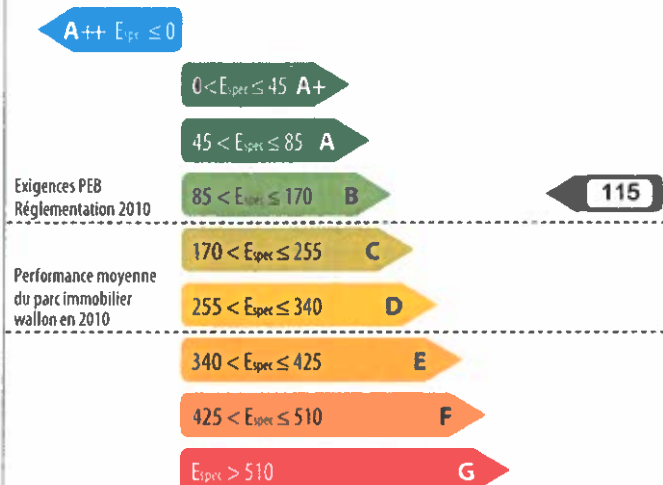 A++ Espec ≤ 0
0 < Espec ≤ 45 A+
45 < Espec ≤ 85 A
Exigences PEB
Réglementation 2010
85 < Espec ≤ 170 B
115
170 < Espec ≤ 255 C
Performance moyenne
du parc immobilier
wallon en 2010
255 < Espec ≤ 340 D
340 < Espec ≤ 425 E
425 < Espec ≤ 510 F
Espec > 510 G